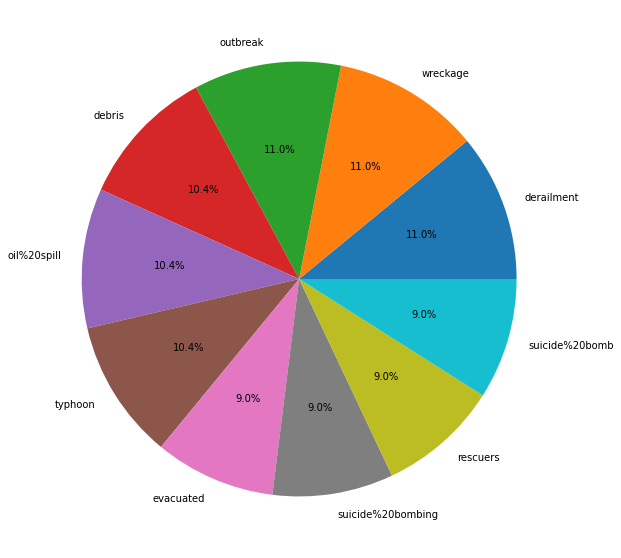 outbreak
wreckage
debris
11.0%
11.0%
10.4%
derailment
11.0%
oil%20spill
10.4%
9.0%
10.4%
suicide%20bomb
9.0%
typhoon
9.0%
9.0%
rescuers
evacuated
suicide%20bombing